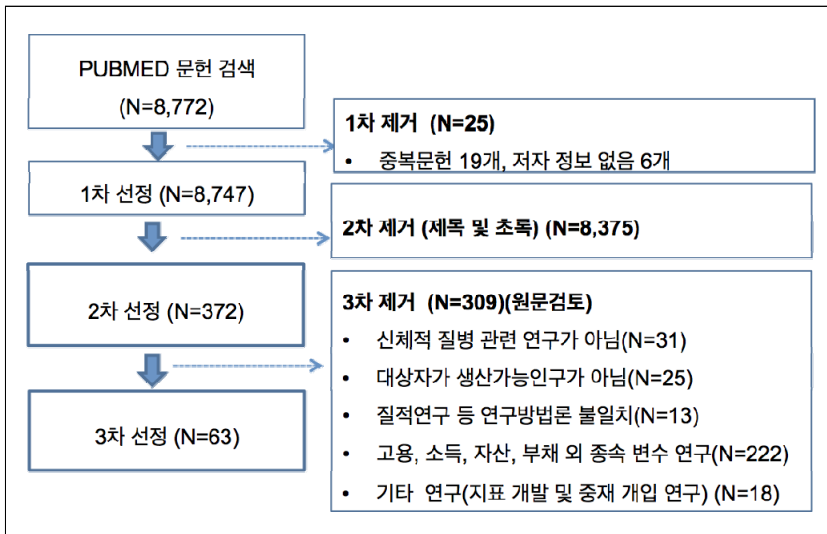 PUBMED 문헌 검색
(N=8,772)
1차 제거 (N=25)
• 중복문헌 19개, 저자 정보 없음 6개
1차 선정 (N=8,747)
2차 제거 (제목 및 초록) (N=8,375)
2차 선정 (N=372)
3차 제거 (N=309)(원문검토)
• 신체적 질병 관련 연구가 아님(N=31)
• 대상자가 생산가능인구가 아님(N=25)
• 질적연구 등 연구방법론 불일치(N=13)
• 고용, 소득, 자산, 부채 외 종속 변수 연구(N=222)
• 기타 연구(지표 개발 및 중재 개입 연구) (N=18)
3차 선정 (N=63)